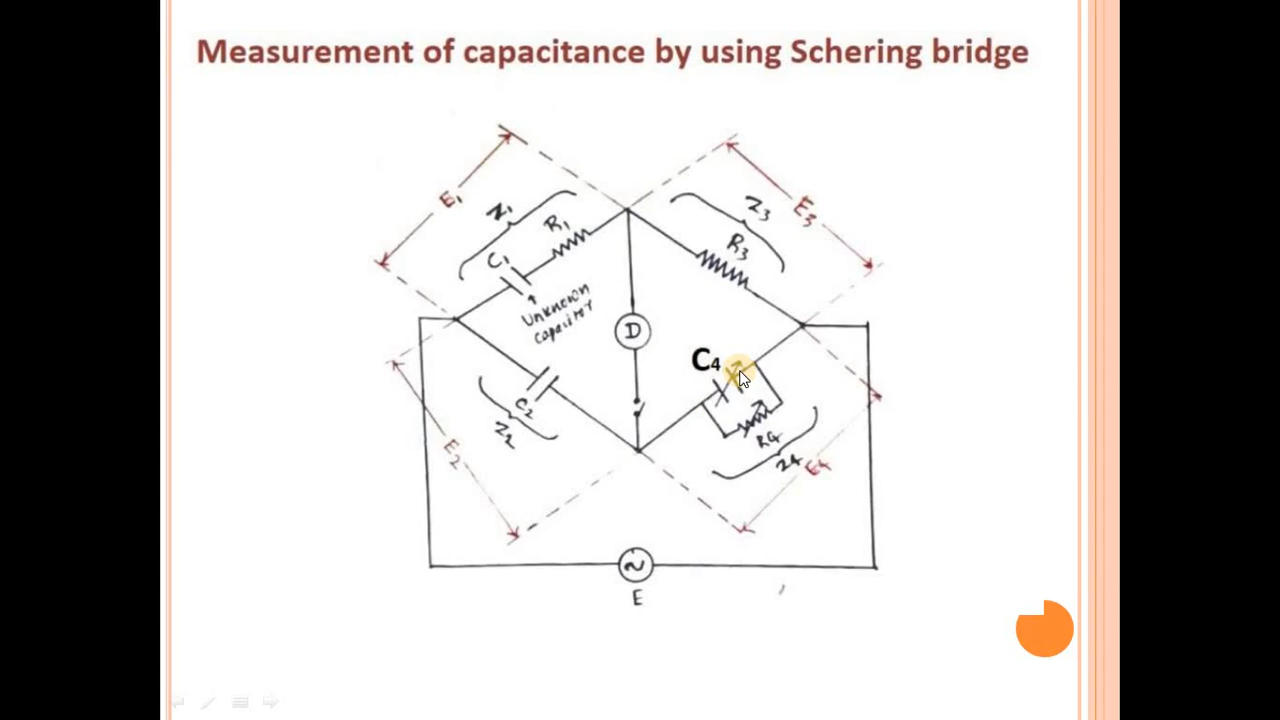 Measurement of capacitance by using Schering bridge
E1
Z1
R1
C1
Unknown
capacitor
Z3
E3
R3
D
C4
R4
Z4
E4
C2
Z2
E2
E